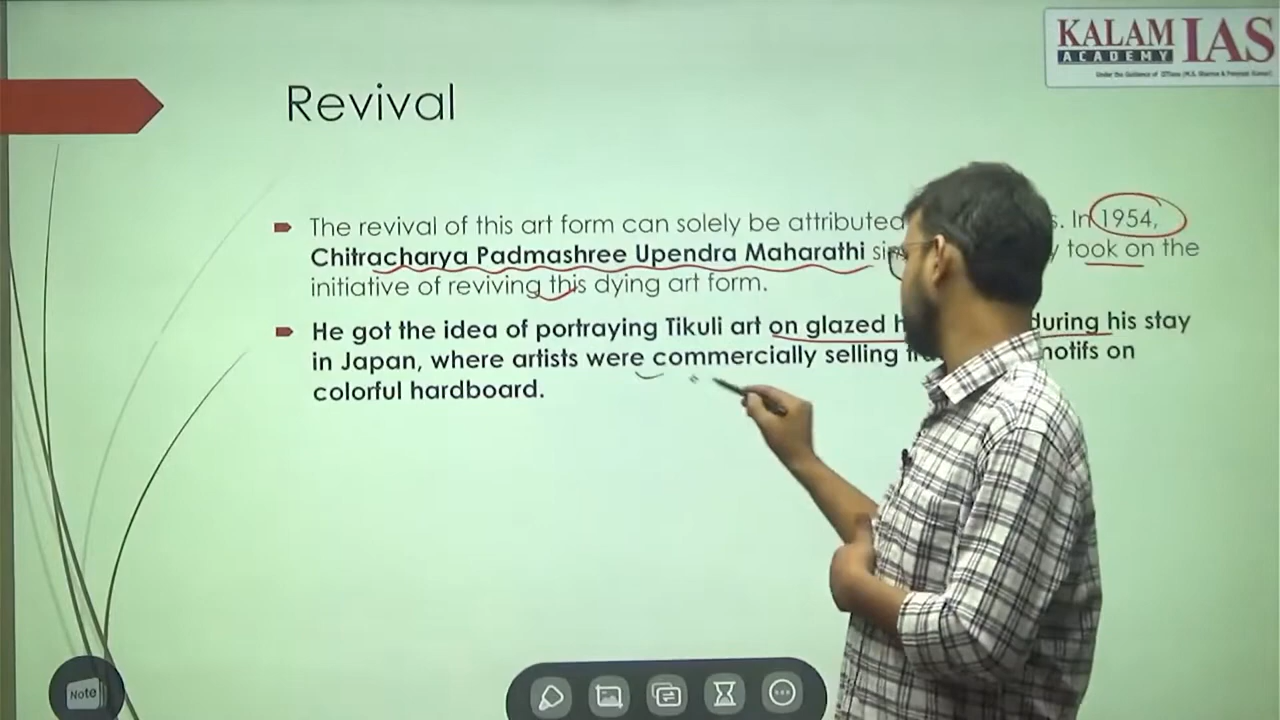 KALAM IAS
ACADEMY
Revival
The revival of this art form can solely be attributed . In 1954,
Chitracharya Padmashree Upendra Maharathi took on the
initiative of reviving this dying art form.
He got the idea of portraying Tikuli art on glazed during his stay
in Japan, where artists were commercially selling on
colorful hardboard.
Note